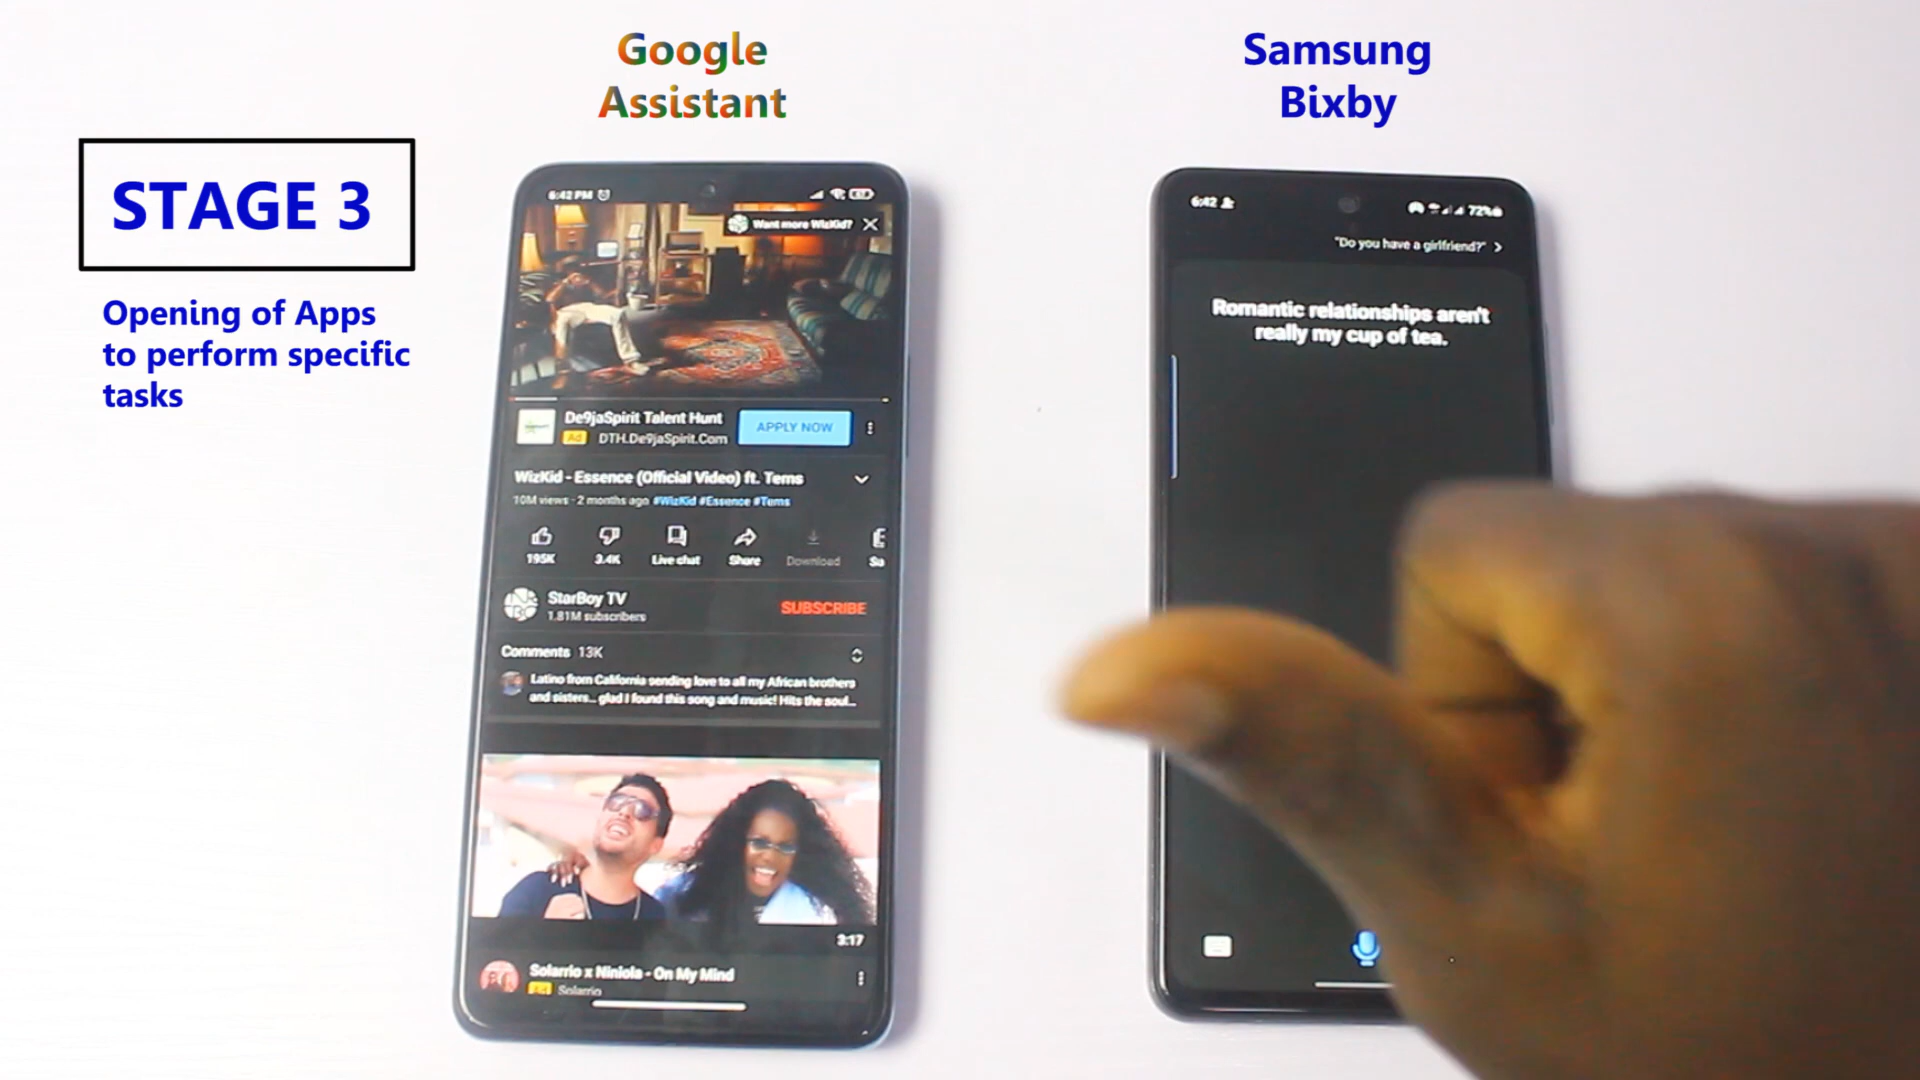 Google
Assistant
Samsung
Bixby
STAGE 3
Opening of Apps
to perform specific
tasks
6:42 PM
Want more WizKid?
De9jaSpirit Talent Hunt
Ad DTH.De9jaSpirit.Com
APPLY NOW
WizKid - Essence (Official Video) ft. Tems
10M views · 2 months ago #WizKid #Essence #Tems
195K
3.4K
Live chat
Share
Download
Sa
StarBoy TV
1.81M subscribers
SUBSCRIBE
Comments 13K
Latino from California sending love to all my African brothers
and sisters... glad I found this song and music! Hits the soul...
3:17
Solarrio x Niniola - On My Mind
Ad Solarrio
6:42
72%
"Do you have a girlfriend?"
Romantic relationships aren't
really my cup of tea.